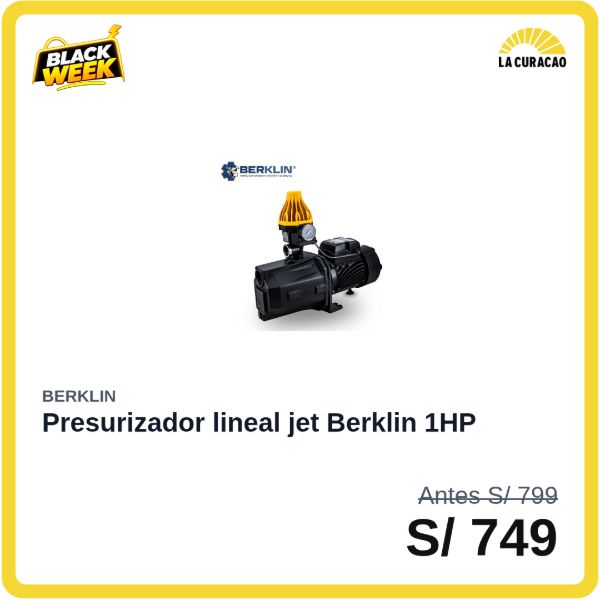 BLACK
WEEK
LA CURACAO
BERKLIN®
BERKLIN
Presurizador lineal jet Berklin 1HP
Antes S/ 799
S/ 749